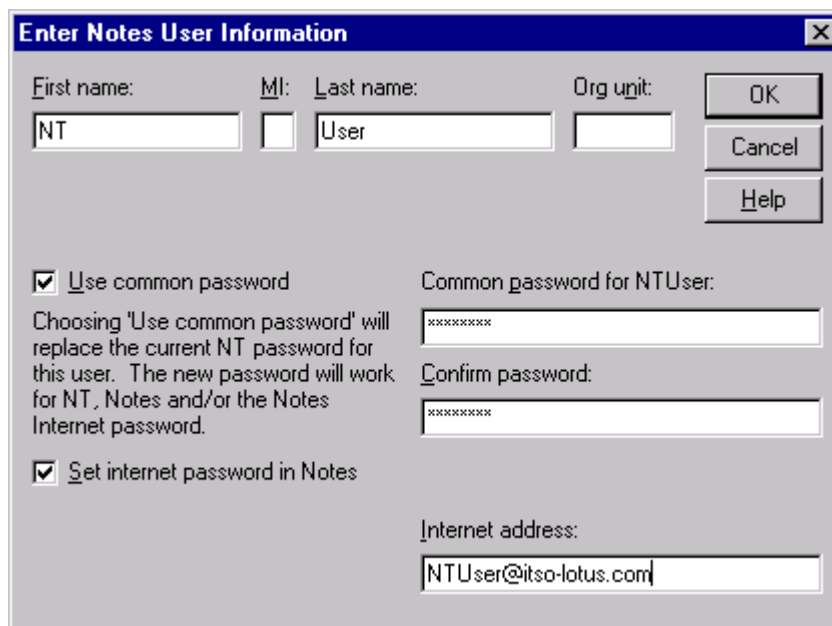 Enter Notes User Information
First name: MI: Last name: Org unit:
NT User
OK
Cancel
Help
Use common password
Choosing 'Use common password' will
replace the current NT password for
this user. The new password will work
for NT, Notes and/or the Notes
Internet password.
Set internet password in Notes
Common password for NTUser:
********
Confirm password:
********
Internet address:
NTUser@itso-lotus.com